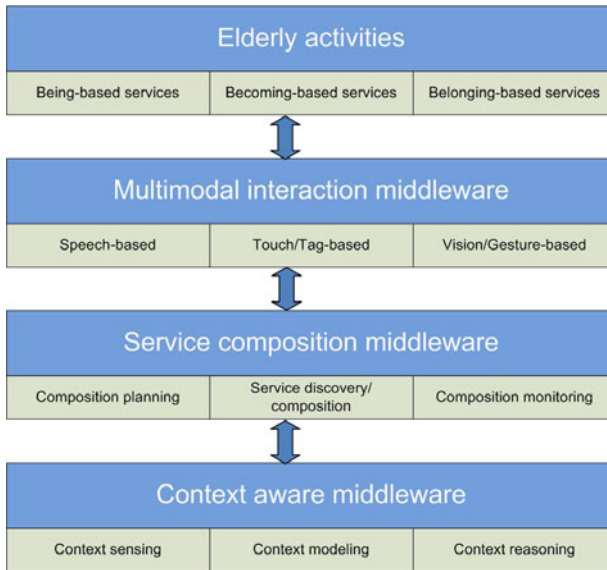 Elderly activities
Being-based services
Becoming-based services
Belonging-based services
Multimodal interaction middleware
Speech-based
Touch/Tag-based
Vision/Gesture-based
Service composition middleware
Composition planning
Service discovery/
composition
Composition monitoring
Context aware middleware
Context sensing
Context modeling
Context reasoning